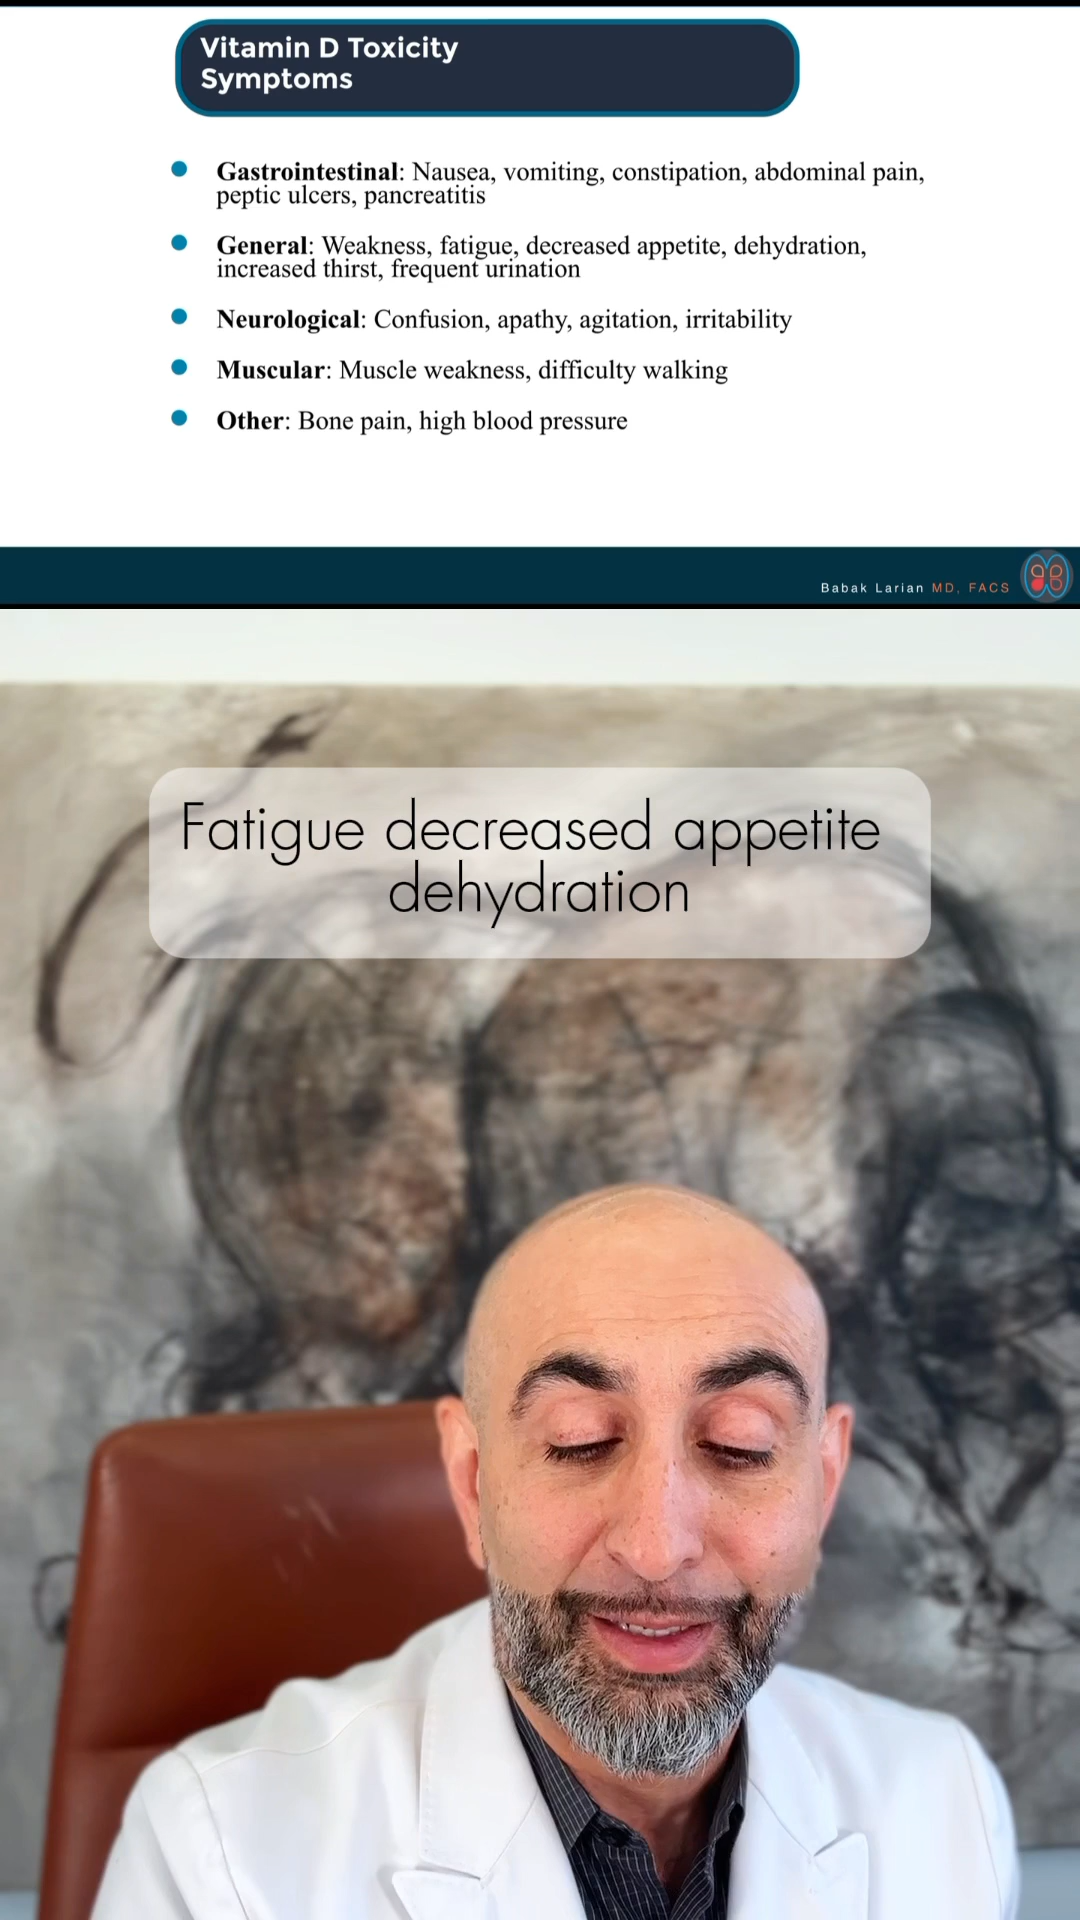 Vitamin D Toxicity
Symptoms
Gastrointestinal: Nausea, vomiting, constipation, abdominal pain,
peptic ulcers, pancreatitis
General: Weakness, fatigue, decreased appetite, dehydration,
increased thirst, frequent urination
Neurological: Confusion, apathy, agitation, irritability
Muscular: Muscle weakness, difficulty walking
Other: Bone pain, high blood pressure
Babak Larian MD, FACS
Fatigue decreased appetite
dehydration